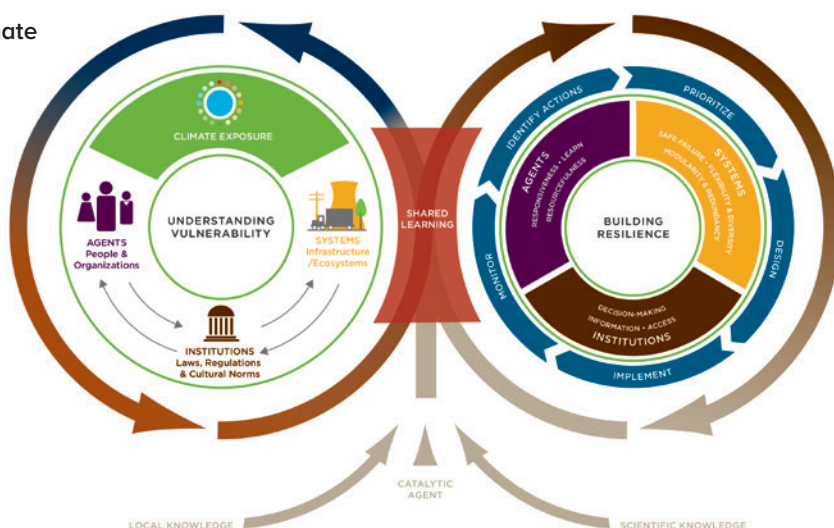 nate
CLIMATE EXPOSURE
UNDERSTANDING
VULNERABILITY
AGENTS
People &
Organizations
SYSTEMS
Infrastructure
/Ecosystems
INSTITUTIONS
Laws, Regulations
& Cultural Norms
SHARED
LEARNING
IDENTIFY ACTIONS
PRIORITIZE
DESIGN
IMPLEMENT
MONITOR
AGENTS
RESPONSIVENESS • LEARN
RESOURCEFULNESS
SYSTEMS
SAFE FAILURE • FLEXIBILITY & DIVERSITY
MODULARITY & REDUNDANCY
BUILDING
RESILIENCE
DECISION-MAKING
INFORMATION • ACCESS
INSTITUTIONS
CATALYTIC
AGENT
LOCAL KNOWLEDGE
SCIENTIFIC KNOWLEDGE